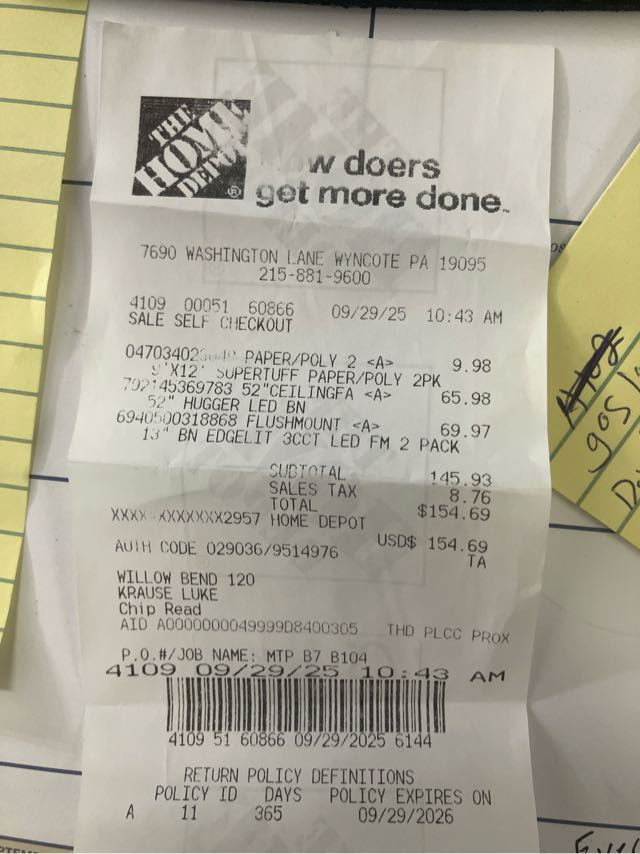 THE
HOME
DEPOT
®
How doers
get more done.™
7690 WASHINGTON LANE WYNCOTE PA 19095
215-881-9600
4109 00051 60866 09/29/25 10:43 AM
SALE SELF CHECKOUT
PAPER/POLY 2 <A> 9.98
9'X12' SUPERTUFF PAPER/POLY 2PK
792145369783 52"CEILINGFA <A> 65.98
52" HUGGER LED BN
6940500318868 FLUSHMOUNT <A> 69.97
13" BN EDGELIT 3CCT LED FM 2 PACK
SUBTOTAL 145.93
SALES TAX 8.76
TOTAL $154.69
XXXXXXXXXXXX2957 HOME DEPOT
USD$ 154.69
AUTH CODE 029036/9514976 TA
WILLOW BEND 120
KRAUSE LUKE
Chip Read
AID A0000000049999D8400305 THD PLCC PROX
P.O.#/JOB NAME: MTP B7 B104
4109 09/29/25 10:43 AM
4109 51 60866 09/29/2025 6144
RETURN POLICY DEFINITIONS
POLICY ID DAYS POLICY EXPIRES ON
A 11 365 09/29/2026
gas